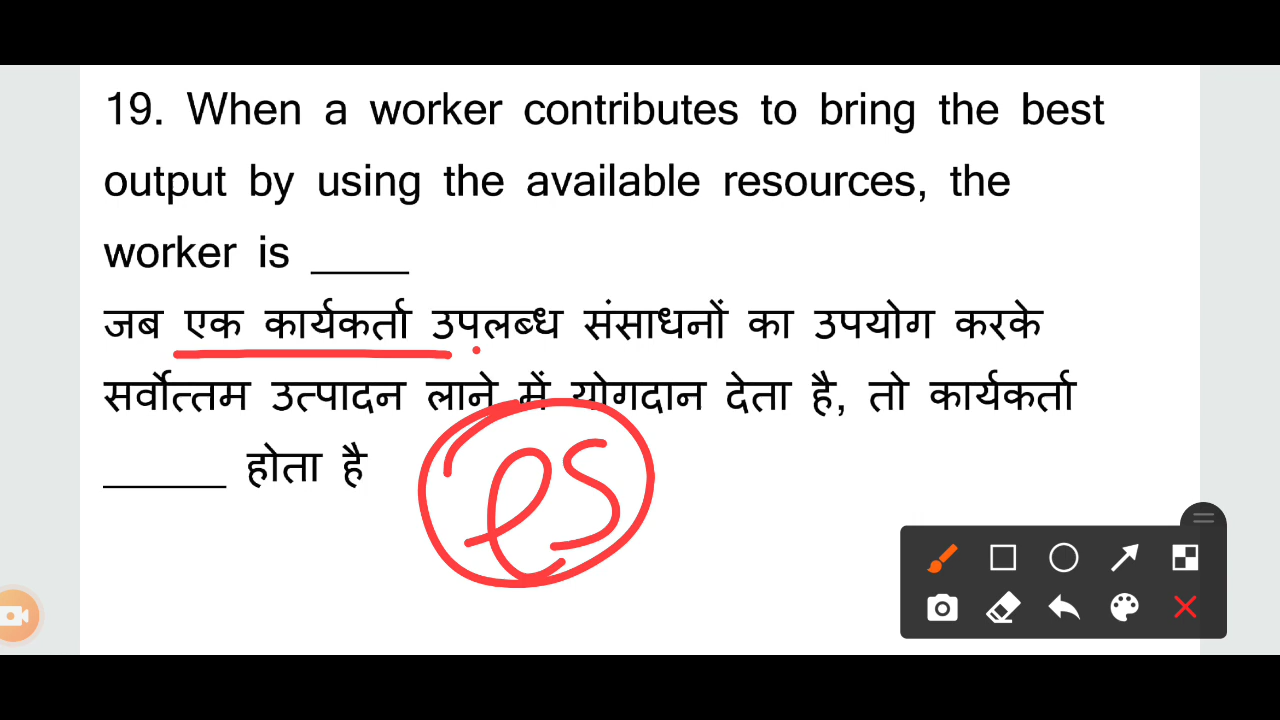 19. When a worker contributes to bring the best
output by using the available resources, the
worker is ____
जब एक कार्यकर्ता उपलब्ध संसाधनों का उपयोग करके
सर्वोत्तम उत्पादन लाने में योगदान देता है, तो कार्यकर्ता
_____ होता है
es